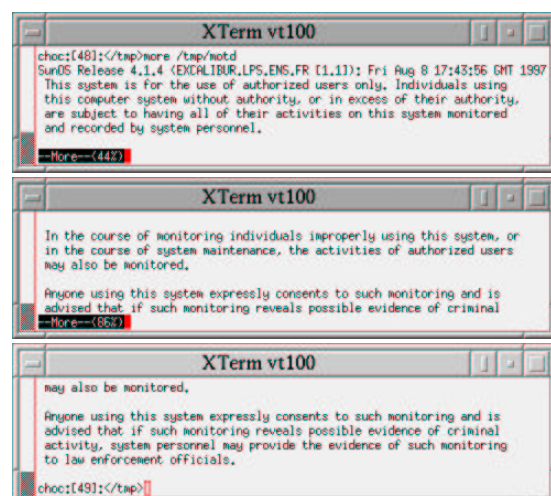 XTerm vt100
choc:[48]:</tmp>more /tmp/motd
SunOS Release 4.1.4 (EXCALIBUR.LPS.ENS.FR [1.1]): Fri Aug 8 17:43:56 GMT 1997
This system is for the use of authorized users only. Individuals using
this computer system without authority, or in excess of their authority,
are subject to having all of their activities on this system monitored
and recorded by system personnel.
--More--(44%)
XTerm vt100
In the course of monitoring individuals improperly using this system, or
in the course of system maintenance, the activities of authorized users
may also be monitored.
Anyone using this system expressly consents to such monitoring and is
advised that if such monitoring reveals possible evidence of criminal
--More--(86%)
XTerm vt100
may also be monitored.
Anyone using this system expressly consents to such monitoring and is
advised that if such monitoring reveals possible evidence of criminal
activity, system personnel may provide the evidence of such monitoring
to law enforcement officials.
choc:[49]:</tmp>